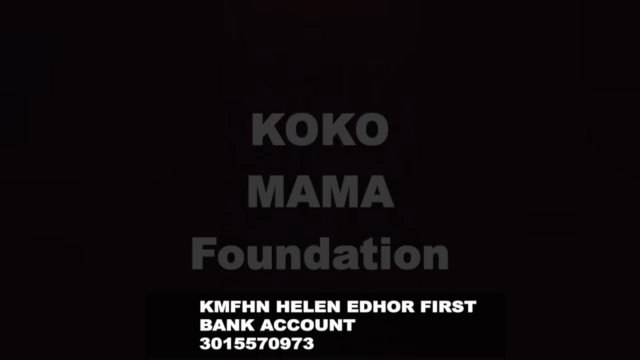 KOKO
MAMA
Foundation
KMFHN HELEN EDHOR FIRST
BANK ACCOUNT
3015570973